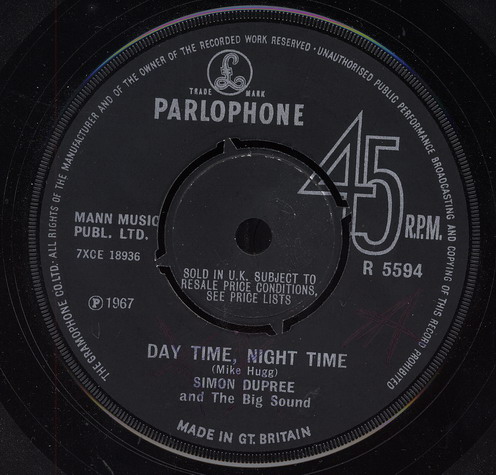 THE GRAMOPHONE CO. LTD. ALL RIGHTS OF THE MANUFACTURER AND OF THE OWNER OF THE RECORDED WORK RESERVED · UNAUTHORISED PUBLIC PERFORMANCE BROADCASTING AND COPYING OF THIS RECORD PROHIBITED
£
TRADE MARK
PARLOPHONE
45
R.P.M.
R 5594
MANN MUSIC
PUBL. LTD.
7XCE 18936
Ⓟ 1967
SOLD IN U.K. SUBJECT TO
RESALE PRICE CONDITIONS,
SEE PRICE LISTS
DAY TIME, NIGHT TIME
(Mike Hugg)
SIMON DUPREE
and The Big Sound
MADE IN GT. BRITAIN